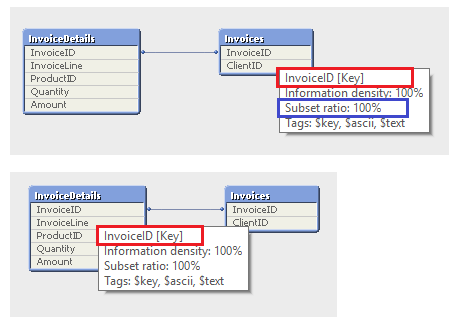 InvoiceDetails
InvoiceID
InvoiceLine
ProductID
Quantity
Amount
Invoices
InvoiceID
ClientID
InvoiceID [Key]
Information density: 100%
Subset ratio: 100%
Tags: $key, $ascii, $text
InvoiceDetails
InvoiceID
InvoiceLine
ProductID
Quantity
Amount
Invoices
InvoiceID
ClientID
InvoiceID [Key]
Information density: 100%
Subset ratio: 100%
Tags: $key, $ascii, $text